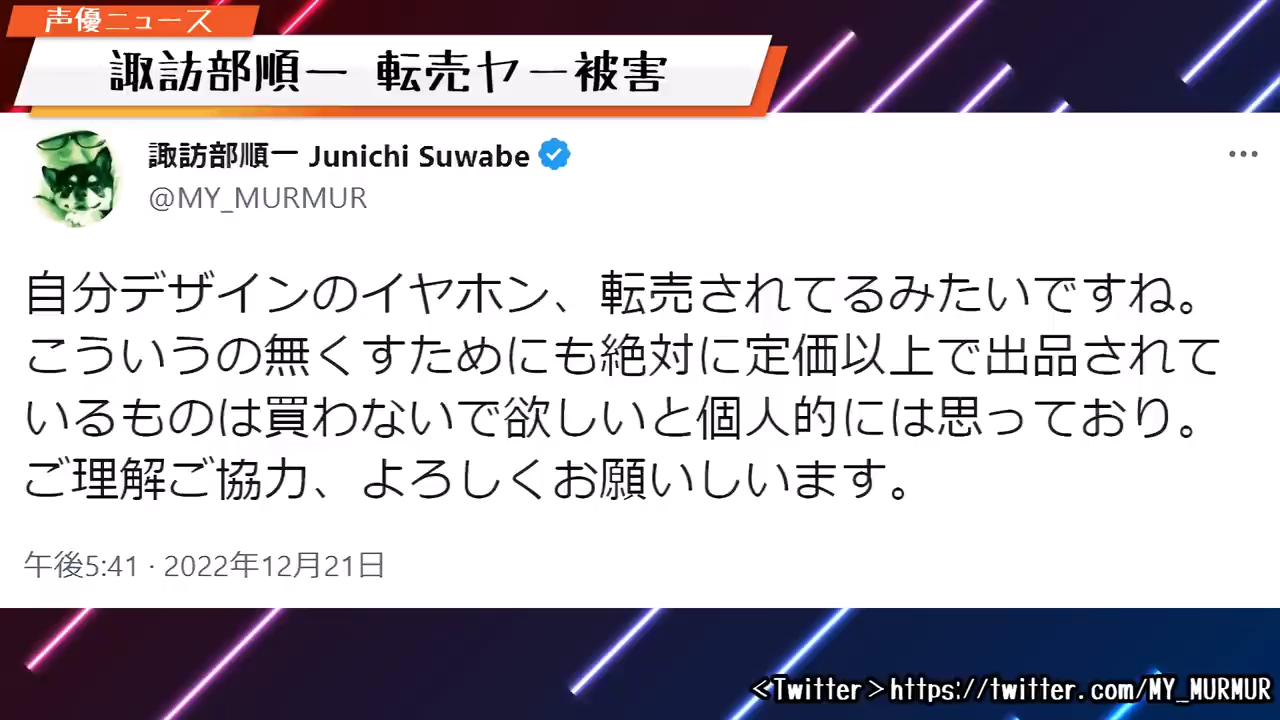 声優ニュース
諏訪部順一 転売ヤー被害
諏訪部順一 Junichi Suwabe
@MY_MURMUR
自分デザインのイヤホン、転売されてるみたいですね。
こういうの無くすためにも絶対に定価以上で出品されて
いるものは買わないで欲しいと個人的には思っており。
ご理解ご協力、よろしくお願いしいます。
午後5:41 · 2022年12月21日
<Twitter>https://twitter.com/MY_MURMUR